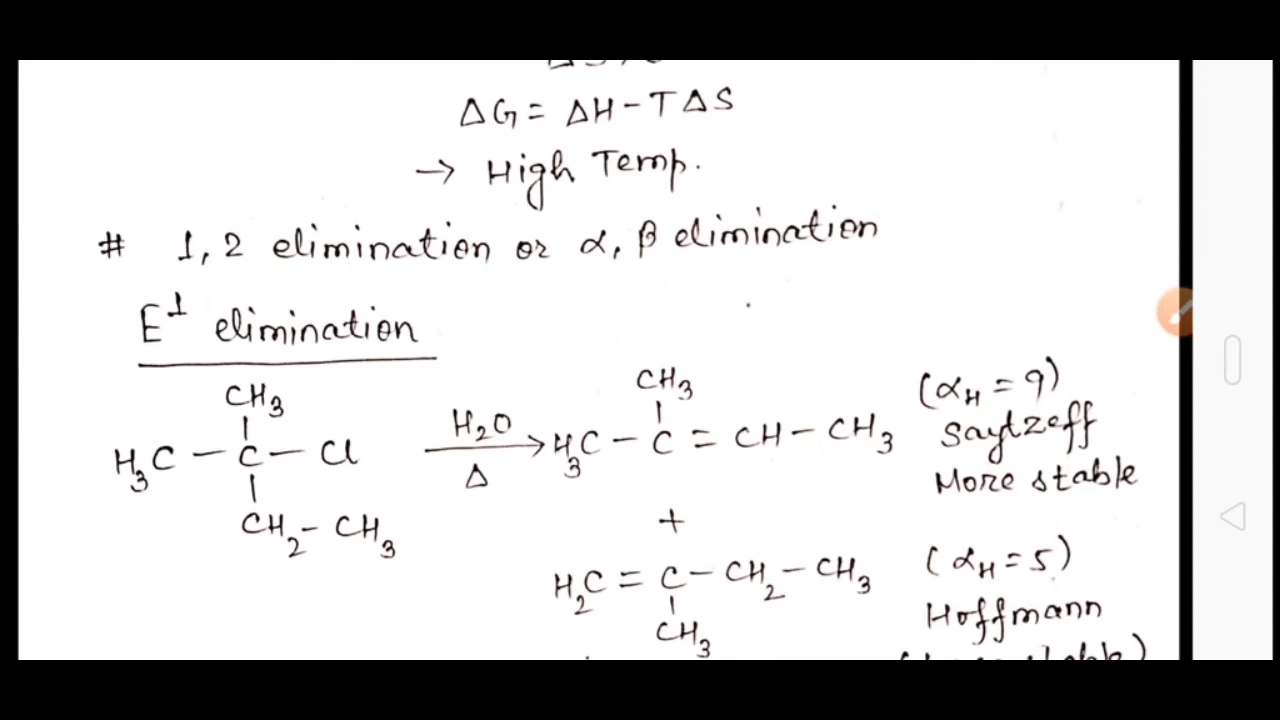 ΔG = ΔH - TΔS
→ High Temp.
# 1, 2 elimination or α, β elimination
E¹ elimination
CH₃
H₃C - C - Cl
CH₂ - CH₃
H₂O
Δ
CH₃
H₃C - C = CH - CH₃
(αH = 9)
Saytzeff
More stable
+
H₂C = C - CH₂ - CH₃
CH₃
(αH = 5)
Hoffmann